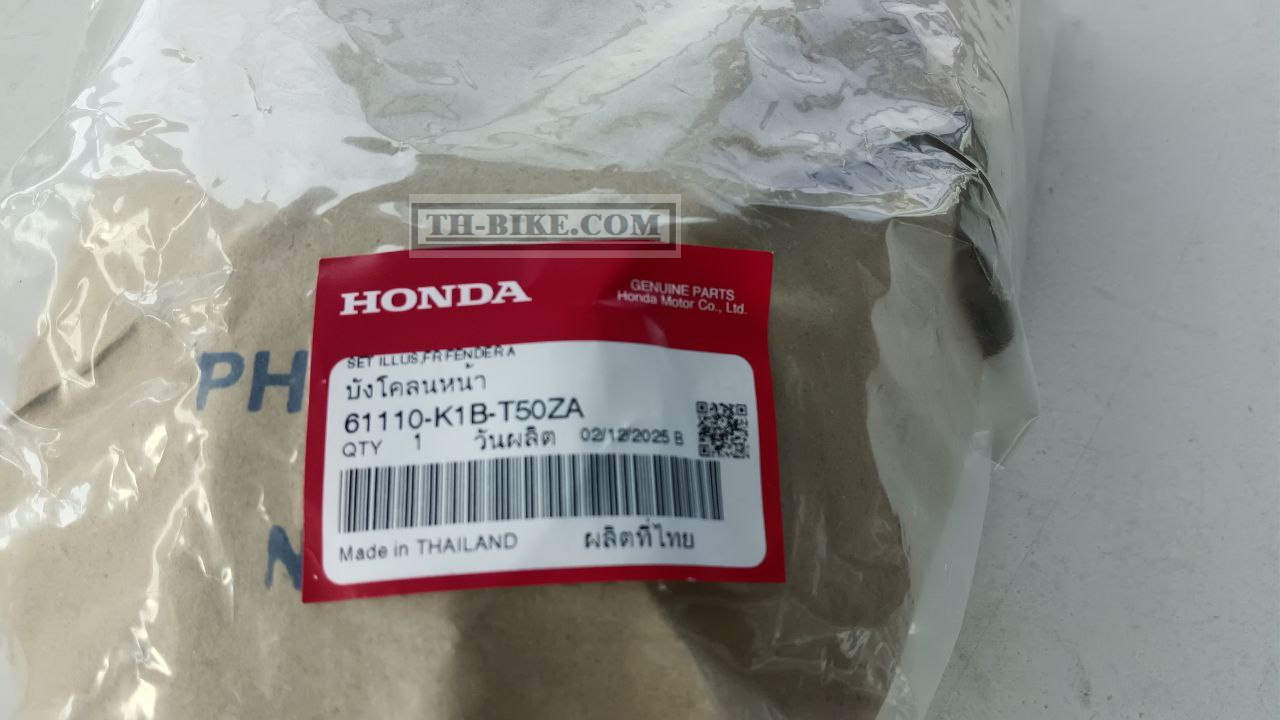 TH-BIKE.COM
HONDA
GENUINE PARTS
Honda Motor Co., Ltd.
SET ILLUS,FR FENDER A
บังโคลนหน้า
61110-K1B-T50ZA
QTY 1 วันผลิต 02/12/2025 B
Made in THAILAND ผลิตที่ไทย
PH
N